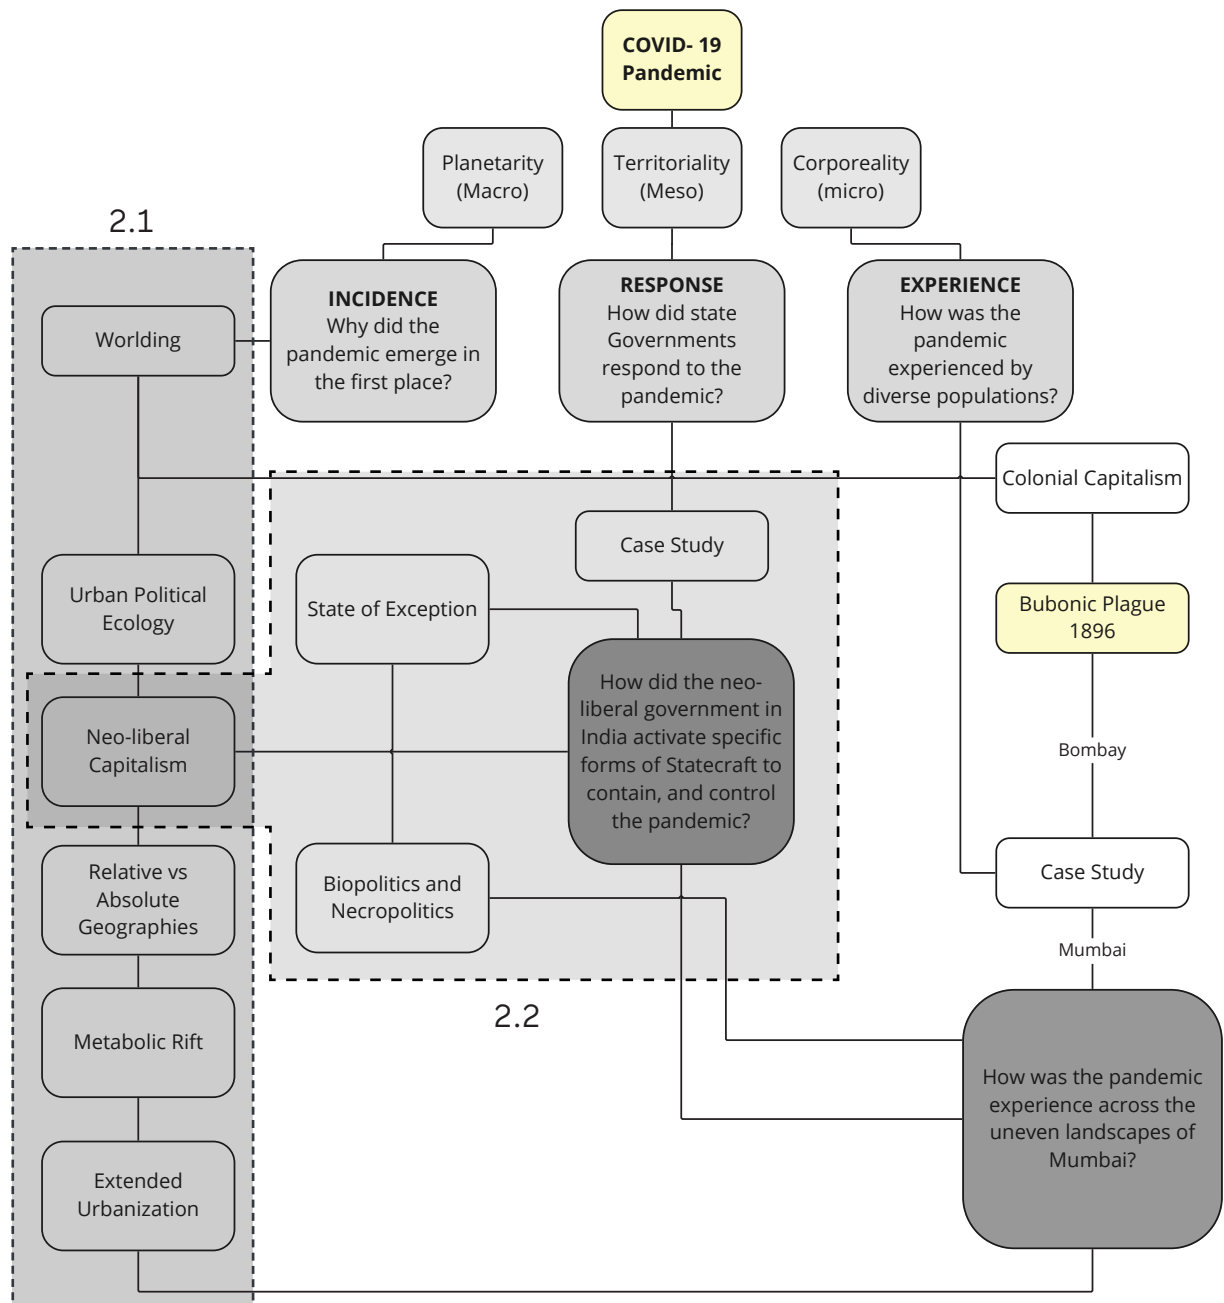 COVID- 19
Pandemic
Planetarity
(Macro)
Territoriality
(Meso)
Corporeality
(micro)
2.1
INCIDENCE
Why did the
pandemic emerge in
the first place?
RESPONSE
How did state
Governments
respond to the
pandemic?
EXPERIENCE
How was the
pandemic
experienced by
diverse populations?
Worlding
Colonial Capitalism
Case Study
Urban Political
Ecology
State of Exception
Bubonic Plague
1896
Neo-liberal
Capitalism
How did the neo-
liberal government in
India activate specific
forms of Statecraft to
contain, and control
the pandemic?
Bombay
Relative vs
Absolute
Geographies
Biopolitics and
Necropolitics
Case Study
Mumbai
2.2
Metabolic Rift
How was the pandemic
experience across the
uneven landscapes of
Mumbai?
Extended
Urbanization